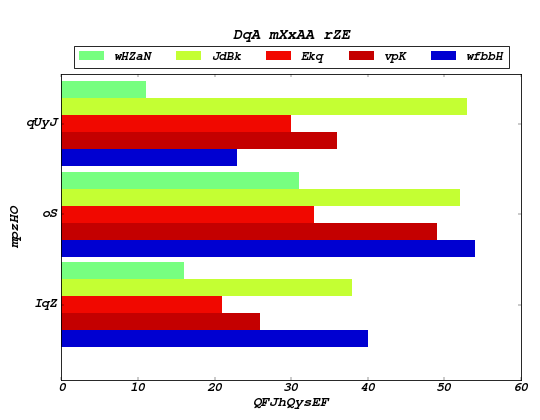 DqA mXxAA rZE
wHZaN JdBk Ekq vpK wfbbH
qUyJ
oS
IqZ
mpzHO
0 10 20 30 40 50 60
QFJhQysEF